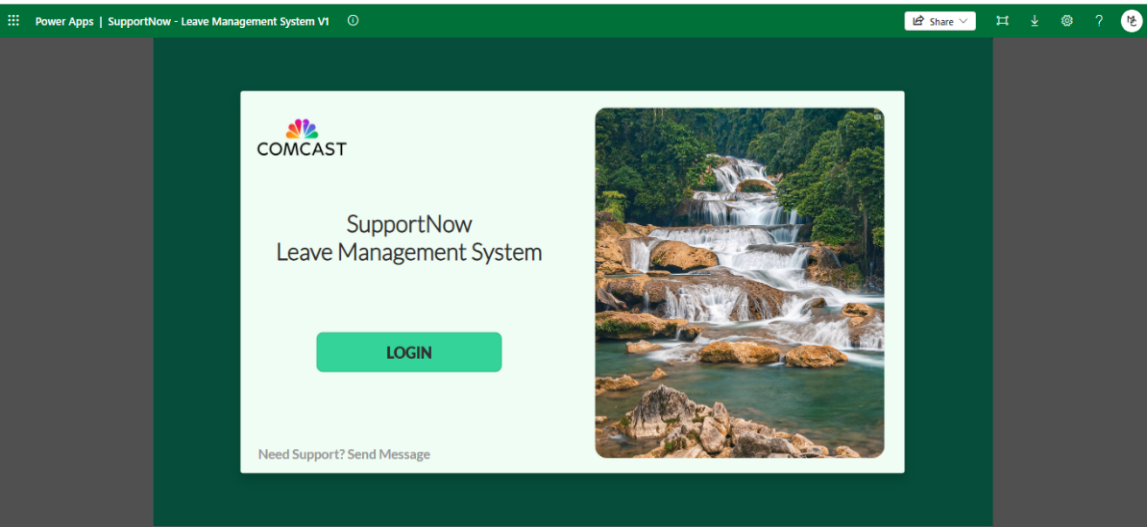 Power Apps | SupportNow - Leave Management System V1
Share
?
COMCAST
SupportNow
Leave Management System
LOGIN
Need Support? Send Message